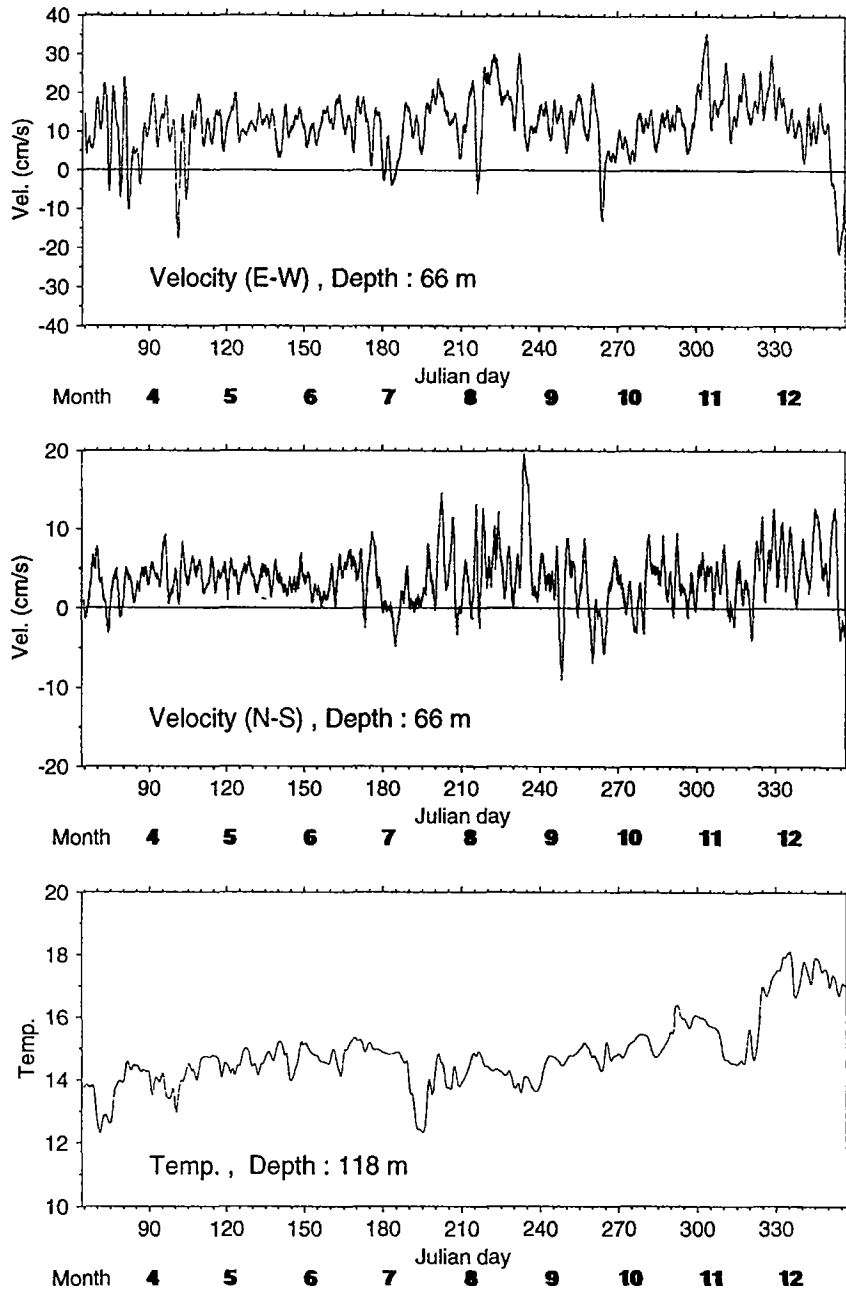 40
30
20
10
0
-10
-20
-30
-40
Vel. (cm/s)
Velocity (E-W) , Depth : 66 m
90 120 150 180 210 240 270 300 330
Julian day
Month 4 5 6 7 8 9 10 11 12
20
10
0
-10
-20
Vel. (cm/s)
Velocity (N-S) , Depth : 66 m
90 120 150 180 210 240 270 300 330
Julian day
Month 4 5 6 7 8 9 10 11 12
20
18
16
14
12
10
Temp.
Temp. , Depth : 118 m
90 120 150 180 210 240 270 300 330
Julian day
Month 4 5 6 7 8 9 10 11 12